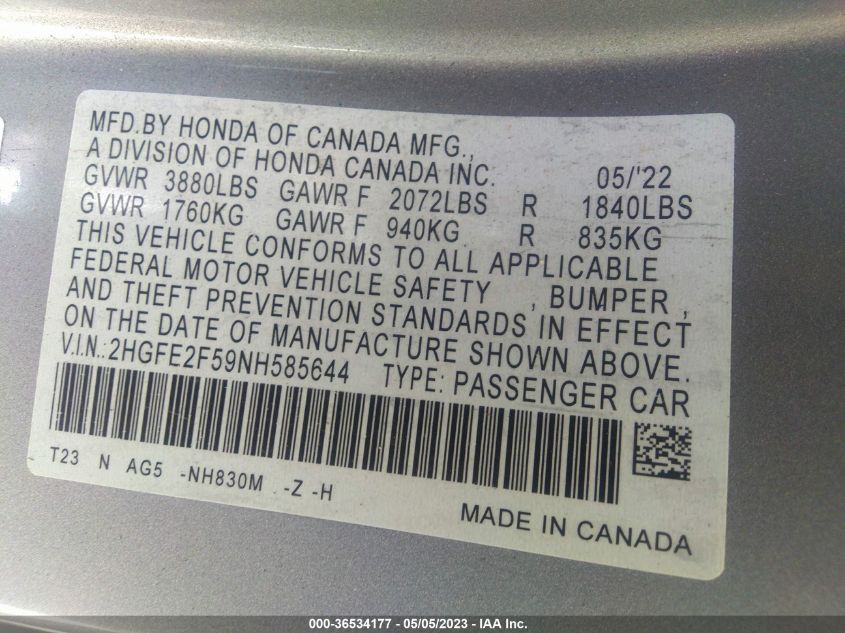 MFD.BY HONDA OF CANADA MFG.,
A DIVISION OF HONDA CANADA INC. 05/'22
GVWR 3880LBS GAWR F 2072LBS R 1840LBS
GVWR 1760KG GAWR F 940KG R 835KG
THIS VEHICLE CONFORMS TO ALL APPLICABLE
FEDERAL MOTOR VEHICLE SAFETY , BUMPER ,
AND THEFT PREVENTION STANDARDS IN EFFECT
ON THE DATE OF MANUFACTURE SHOWN ABOVE.
V.I.N.: 2HGFE2F59NH585644 TYPE: PASSENGER CAR
T23 N AG5 -NH830M -Z -H
MADE IN CANADA
000-36534177 - 05/05/2023 - IAA Inc.